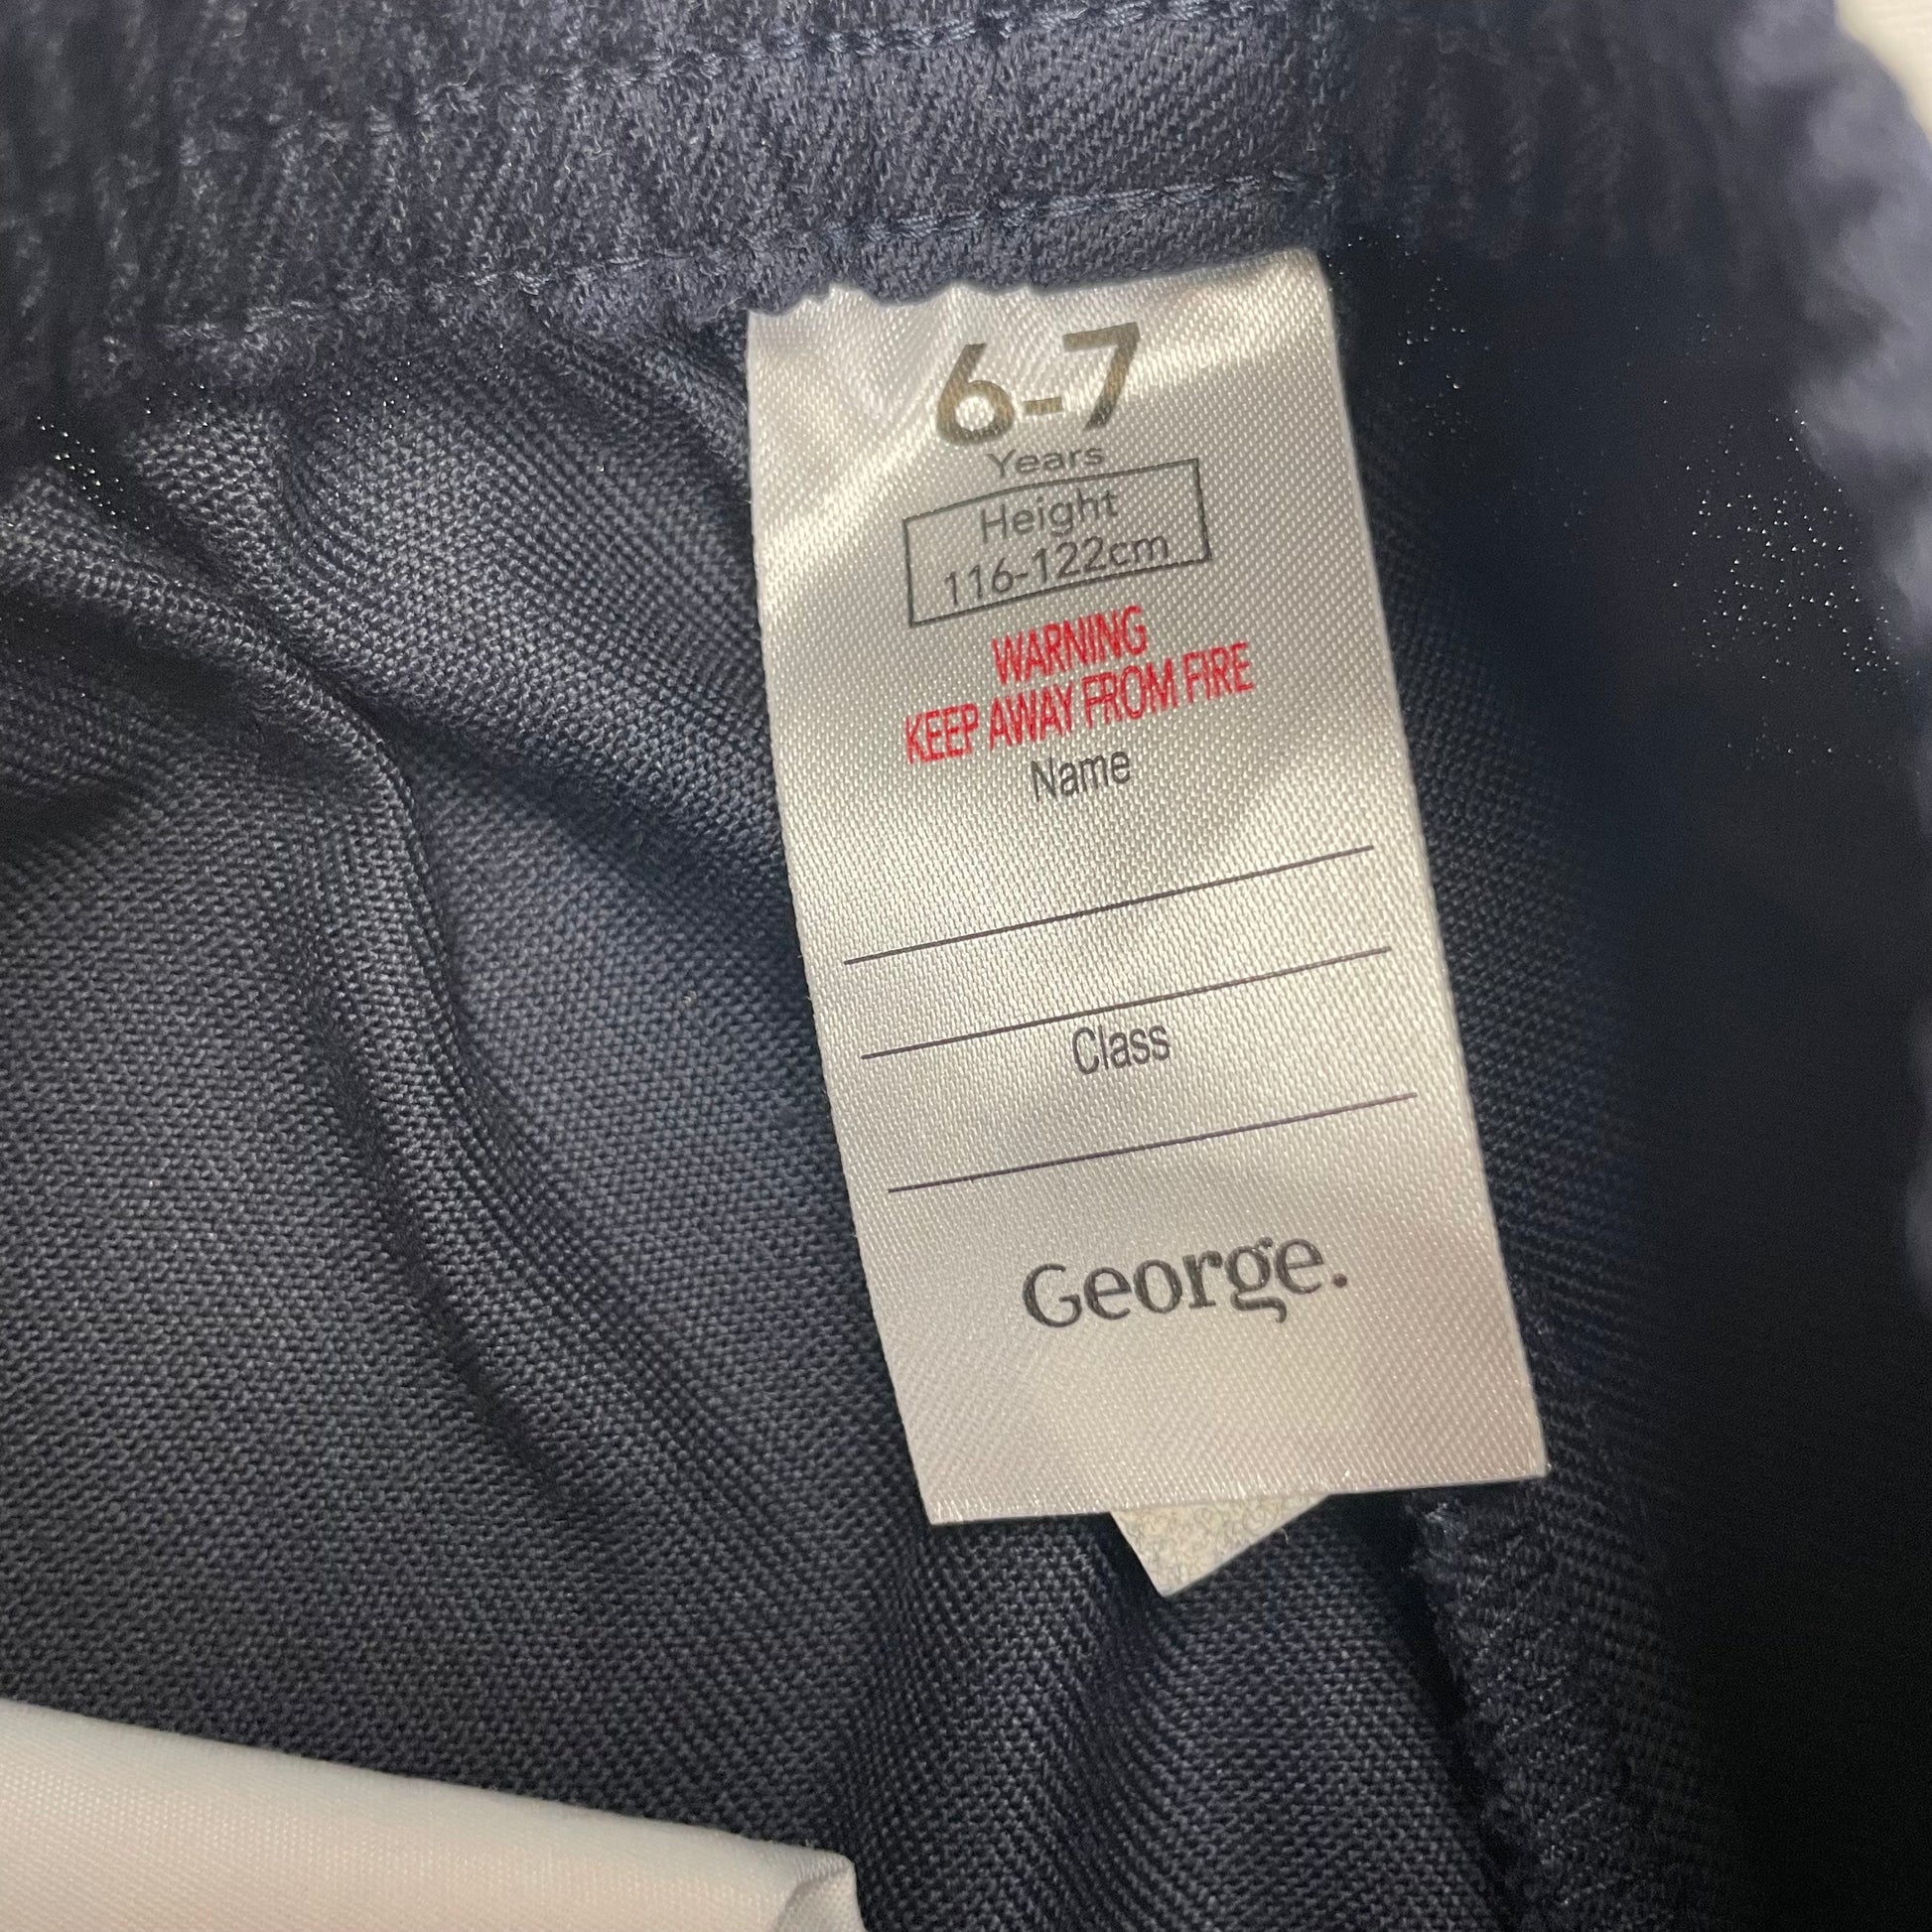 6-7
Years
Height
116-122cm
WARNING
KEEP AWAY FROM FIRE
Name
Class
George.